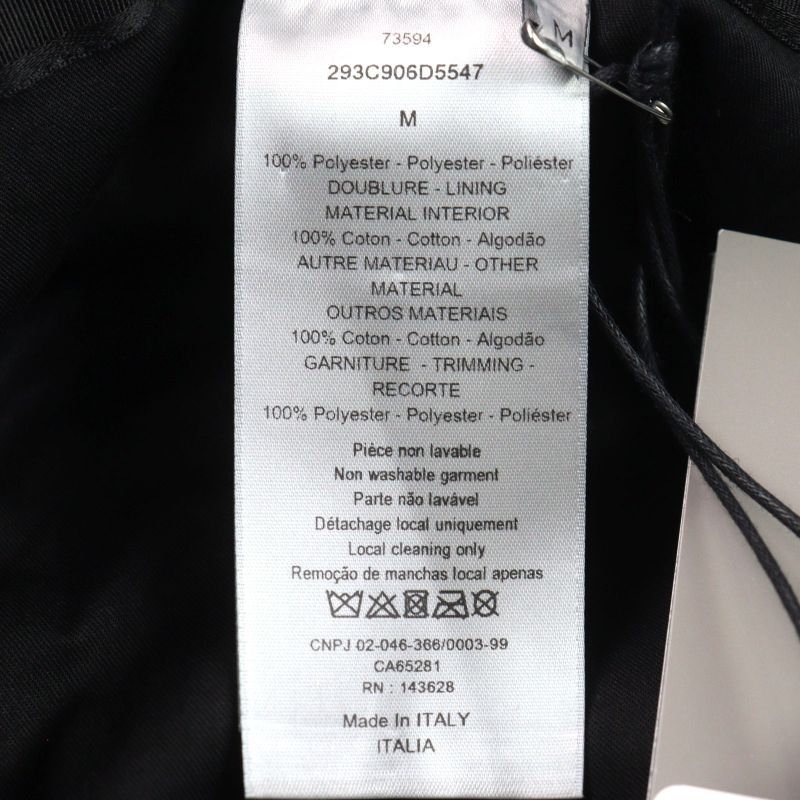 M
73594
293C906D5547
M
100% Polyester - Polyester - Poliéster
DOUBLURE - LINING
MATERIAL INTERIOR
100% Coton - Cotton - Algodão
AUTRE MATERIAU - OTHER
MATERIAL
OUTROS MATERIAIS
100% Coton - Cotton - Algodão
GARNITURE - TRIMMING -
RECORTE
100% Polyester - Polyester - Poliéster
Pièce non lavable
Non washable garment
Parte não lavável
Détachage local uniquement
Local cleaning only
Remoção de manchas local apenas
CNPJ 02-046-366/0003-99
CA65281
RN : 143628
Made In ITALY
ITALIA